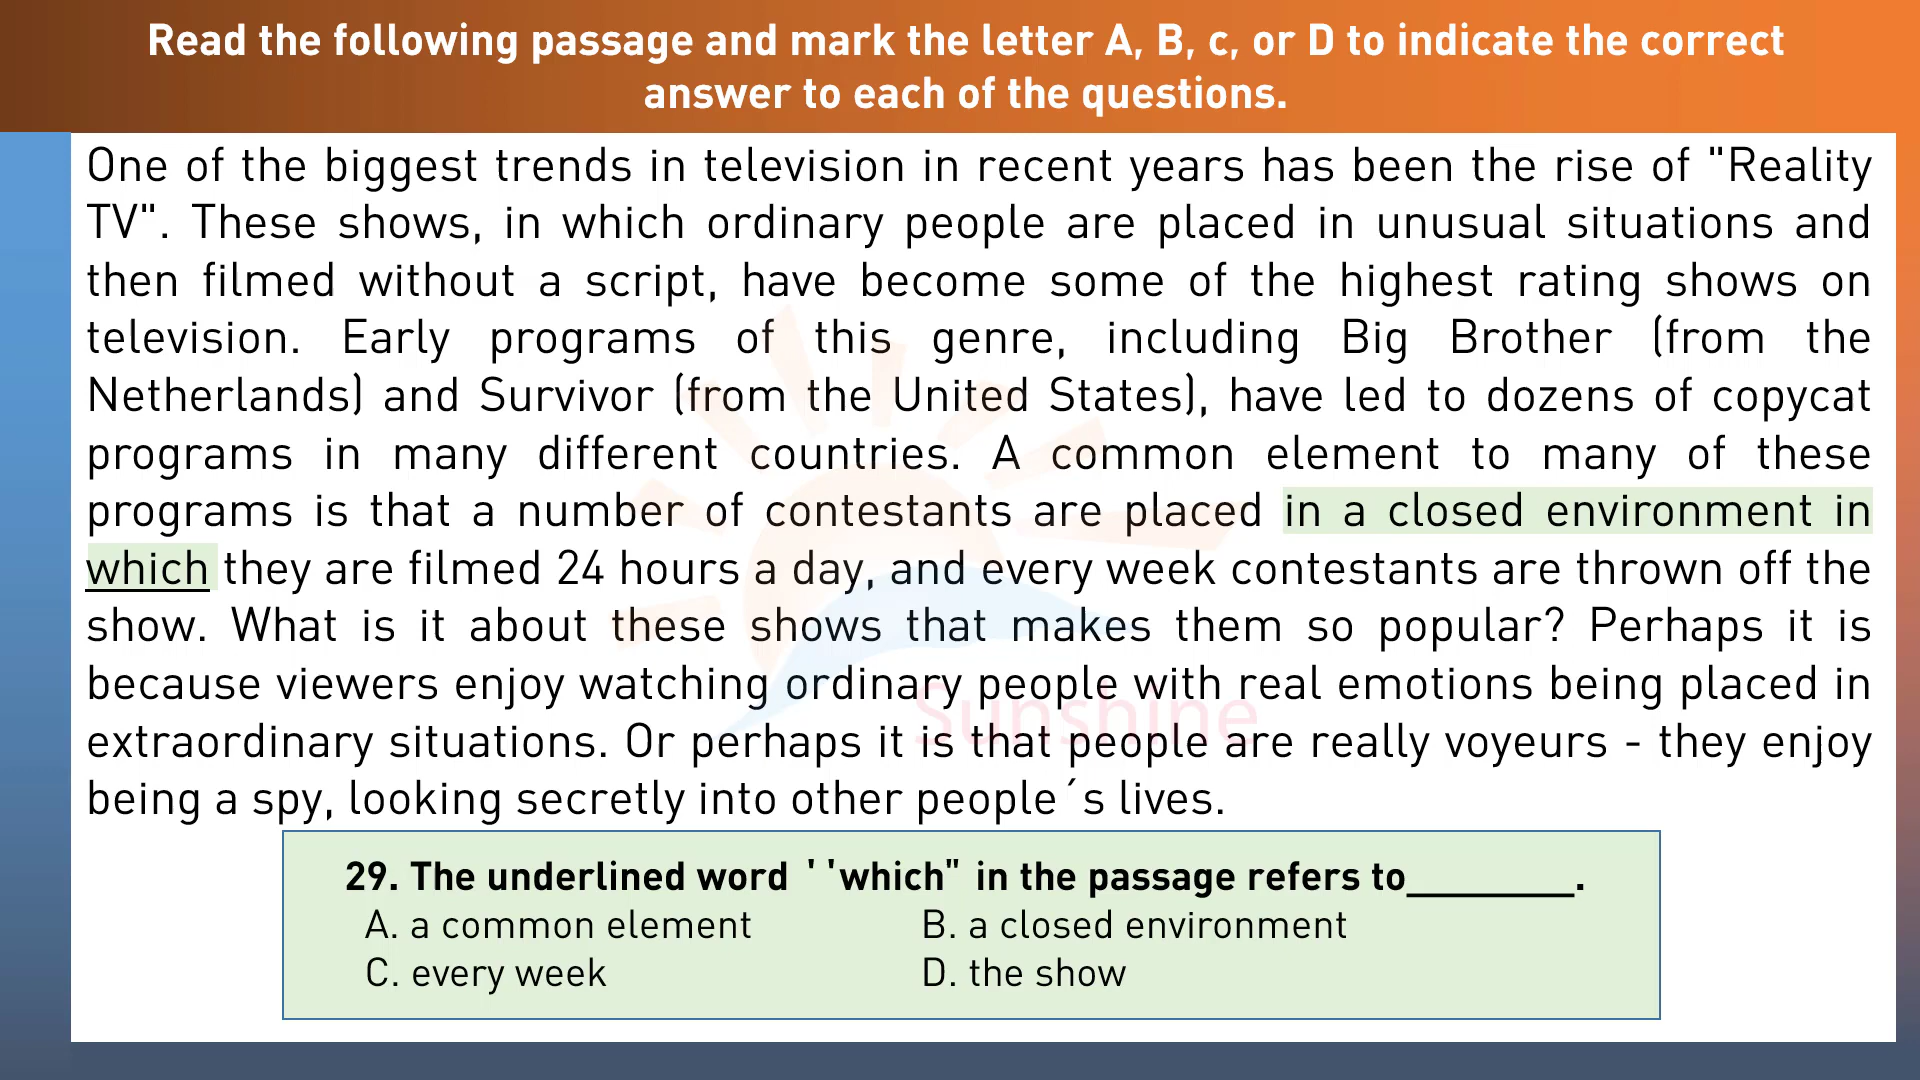 Read the following passage and mark the letter A, B, c, or D to indicate the correct
answer to each of the questions.
One of the biggest trends in television in recent years has been the rise of "Reality
TV". These shows, in which ordinary people are placed in unusual situations and
then filmed without a script, have become some of the highest rating shows on
television. Early programs of this genre, including Big Brother (from the
Netherlands) and Survivor (from the United States), have led to dozens of copycat
programs in many different countries. A common element to many of these
programs is that a number of contestants are placed in a closed environment in
which they are filmed 24 hours a day, and every week contestants are thrown off the
show. What is it about these shows that makes them so popular? Perhaps it is
because viewers enjoy watching ordinary people with real emotions being placed in
extraordinary situations. Or perhaps it is that people are really voyeurs - they enjoy
being a spy, looking secretly into other people´s lives.
Sunshine
29. The underlined word ''which" in the passage refers to________.
A. a common element B. a closed environment
C. every week D. the show